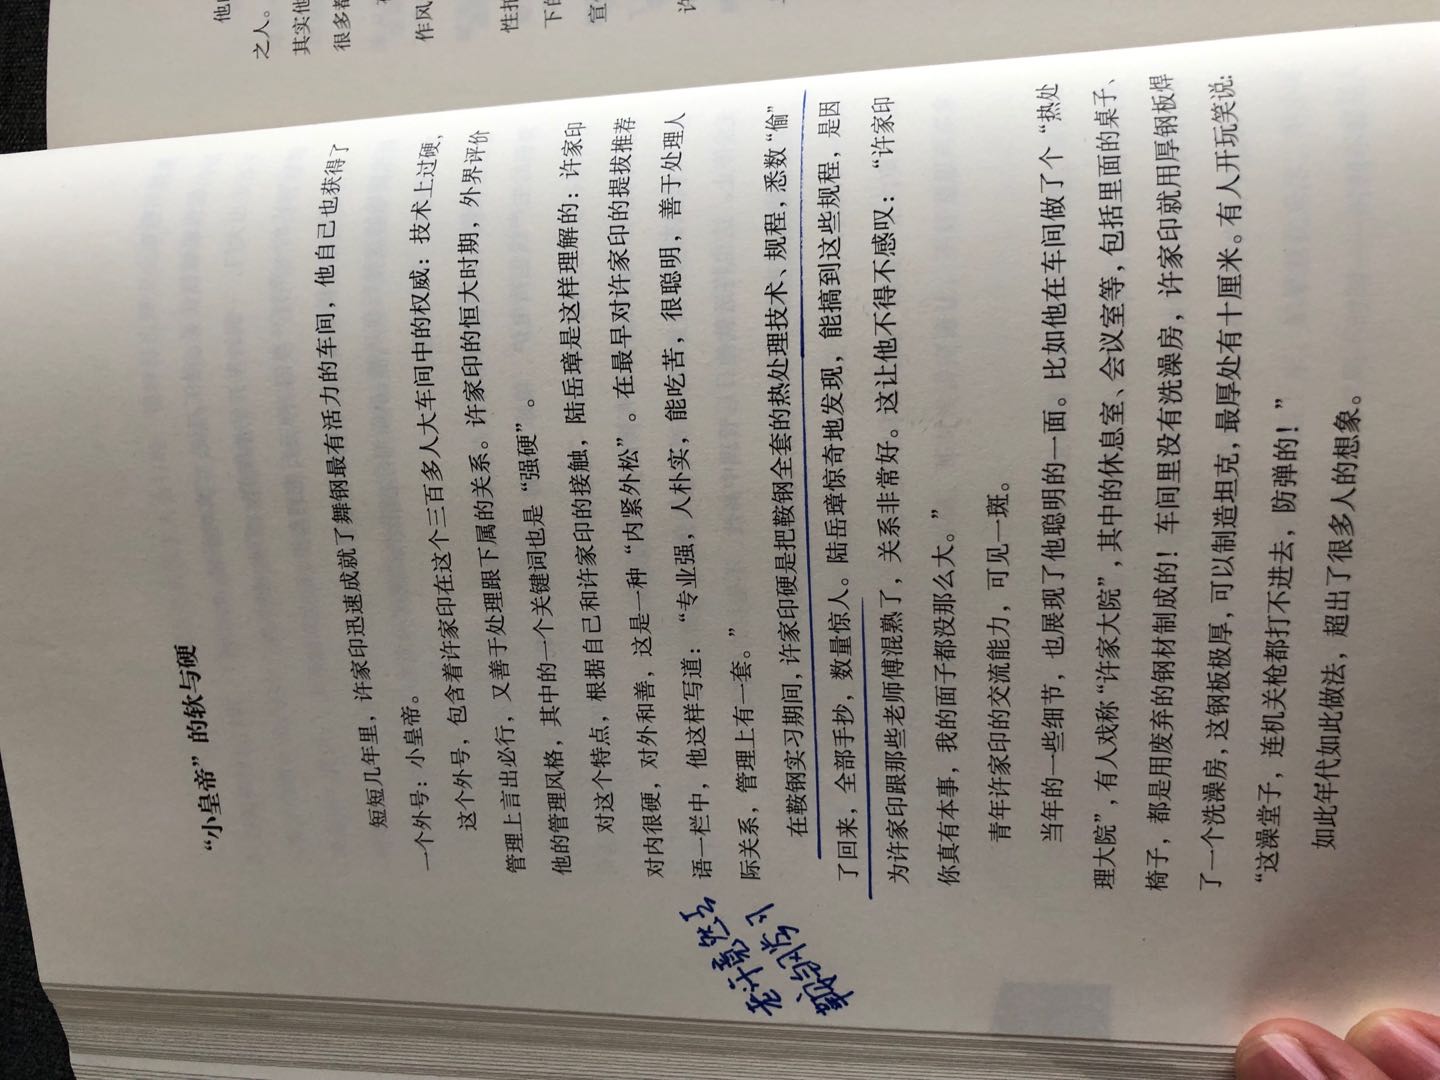 “小皇帝”的软与硬
短短几年里，许家印迅速成就了舞钢最有活力的车间，他自己也获得了
一个外号：小皇帝。
这个外号，包含着许家印在这个三百多人大车间中的权威：技术上过硬，
管理上言出必行，又善于处理跟下属的关系。许家印的恒大时期，外界评价
他的管理风格，其中的一个关键词也是“强硬”。
对这个特点，根据自己和许家印的接触，陆岳璋是这样理解的：许家印
对内很硬，对外和善，这是一种“内紧外松”。在最早对许家印的提拔推荐
语一栏中，他这样写道：“专业强，人朴实，能吃苦，很聪明，善于处理人
际关系，管理上有一套。”
在鞍钢实习期间，许家印硬是把鞍钢全套的热处理技术、规程，悉数“偷”
了回来，全部手抄，数量惊人。陆岳璋惊奇地发现，能搞到这些规程，是因
为许家印跟那些老师傅混熟了，关系非常好。这让他不得不感叹：“许家印
你真有本事，我的面子都没那么大。”
青年许家印的交流能力，可见一斑。
当年的一些细节，也展现了他聪明的一面。比如他在车间做了个“热处
理大院”，有人戏称“许家大院”，其中的休息室、会议室等，包括里面的桌子、
椅子，都是用废弃的钢材制成的！车间里没有洗澡房，许家印就用厚钢板焊
了一个洗澡房，这钢板极厚，可以制造坦克，最厚处有十厘米。有人开玩笑说：
“这澡堂子，连机关枪都打不进去，防弹的！”
如此年代如此做法，超出了很多人的想象。
他自
之人。
其实他
很多都
作风
性扌
下的
宣
许